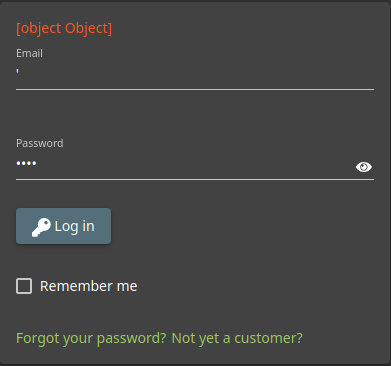 [object Object]
Email
'
Password
••••
Log in
Remember me
Forgot your password? Not yet a customer?